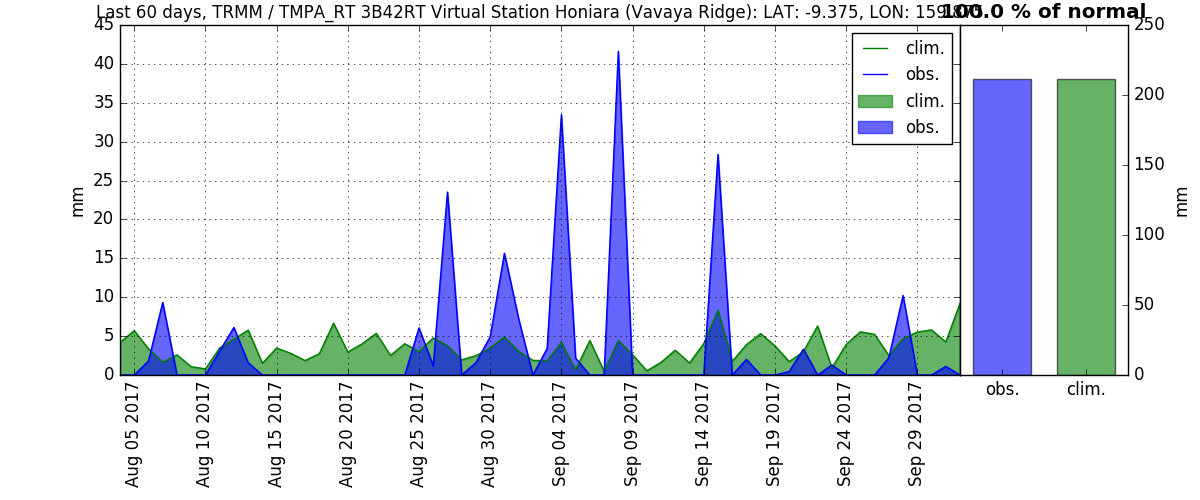 Last 60 days, TRMM / TMPA_RT 3B42RT Virtual Station Honiara (Vavaya Ridge): LAT: -9.375, LON:
100.0 % of normal
45
40
35
30
25
20
15
10
5
0
mm
clim.
obs.
clim.
obs.
250
200
150
100
50
0
mm
obs.
clim.
Aug 05 2017
Aug 10 2017
Aug 15 2017
Aug 20 2017
Aug 25 2017
Aug 30 2017
Sep 04 2017
Sep 09 2017
Sep 14 2017
Sep 19 2017
Sep 24 2017
Sep 29 2017